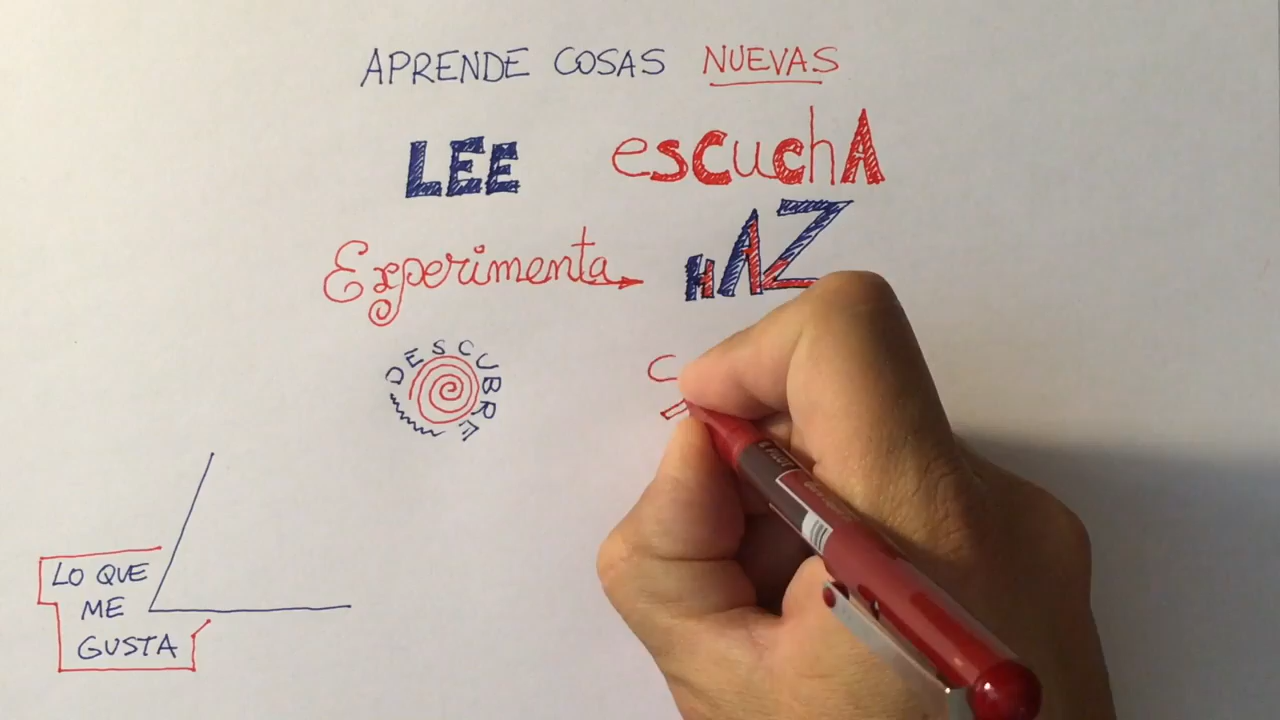 APRENDE COSAS NUEVAS
LEE escuchA
Experimenta HAZ
DESCUBRE
LO QUE
ME
GUSTA